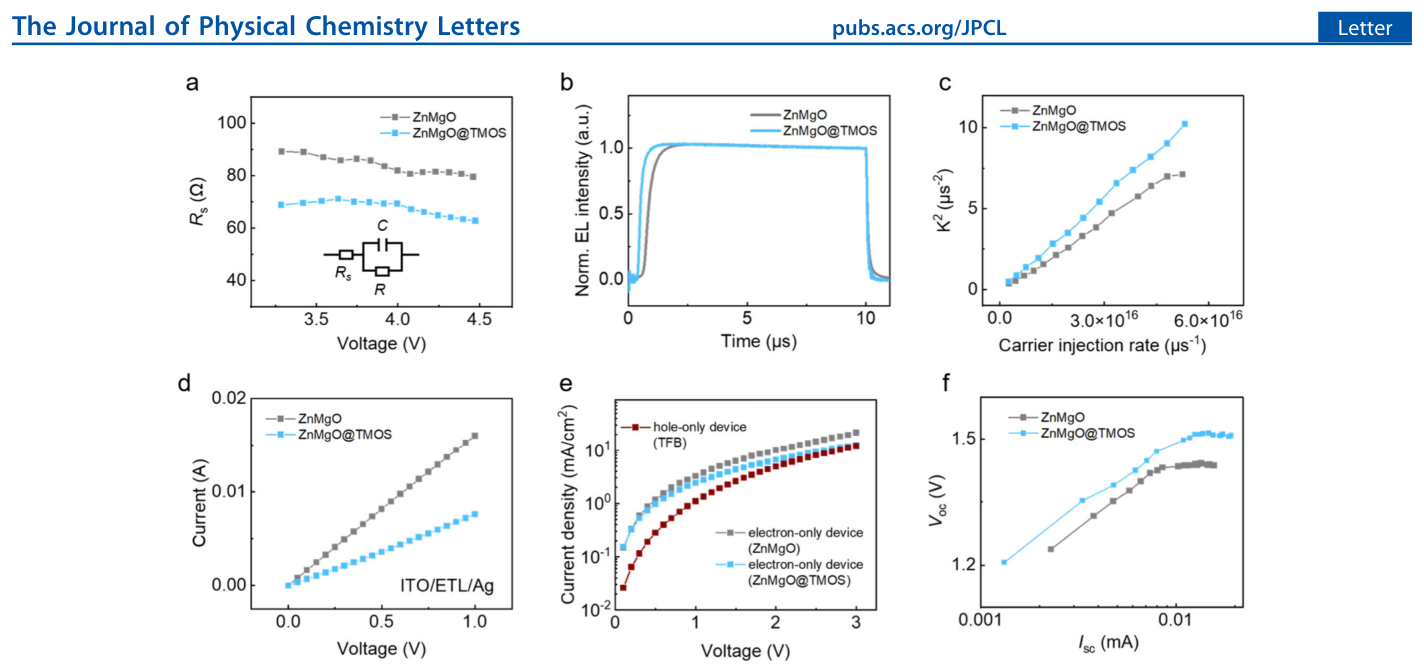 The Journal of Physical Chemistry Letters
pubs.acs.org/JPCL
Letter
a
100
80
60
40
Rs (Ω)
ZnMgO
ZnMgO@TMOS
C
Rs
R
3.5
4.0
4.5
Voltage (V)
b
1.0
0.5
0.0
Norm. EL intensity (a.u.)
ZnMgO
ZnMgO@TMOS
0
5
10
Time (µs)
c
10
5
0
K² (µs⁻²)
ZnMgO
ZnMgO@TMOS
0.0
3.0×10¹⁶
6.0×10¹⁶
Carrier injection rate (µs⁻¹)
d
0.02
0.01
0.00
Current (A)
ZnMgO
ZnMgO@TMOS
ITO/ETL/Ag
0.0
0.5
1.0
Voltage (V)
e
10¹
10⁰
10⁻¹
10⁻²
Current density (mA/cm²)
hole-only device
(TFB)
electron-only device
(ZnMgO)
electron-only device
(ZnMgO@TMOS)
0
1
2
3
Voltage (V)
f
1.5
1.2
Voc (V)
ZnMgO
ZnMgO@TMOS
0.001
0.01
Isc (mA)